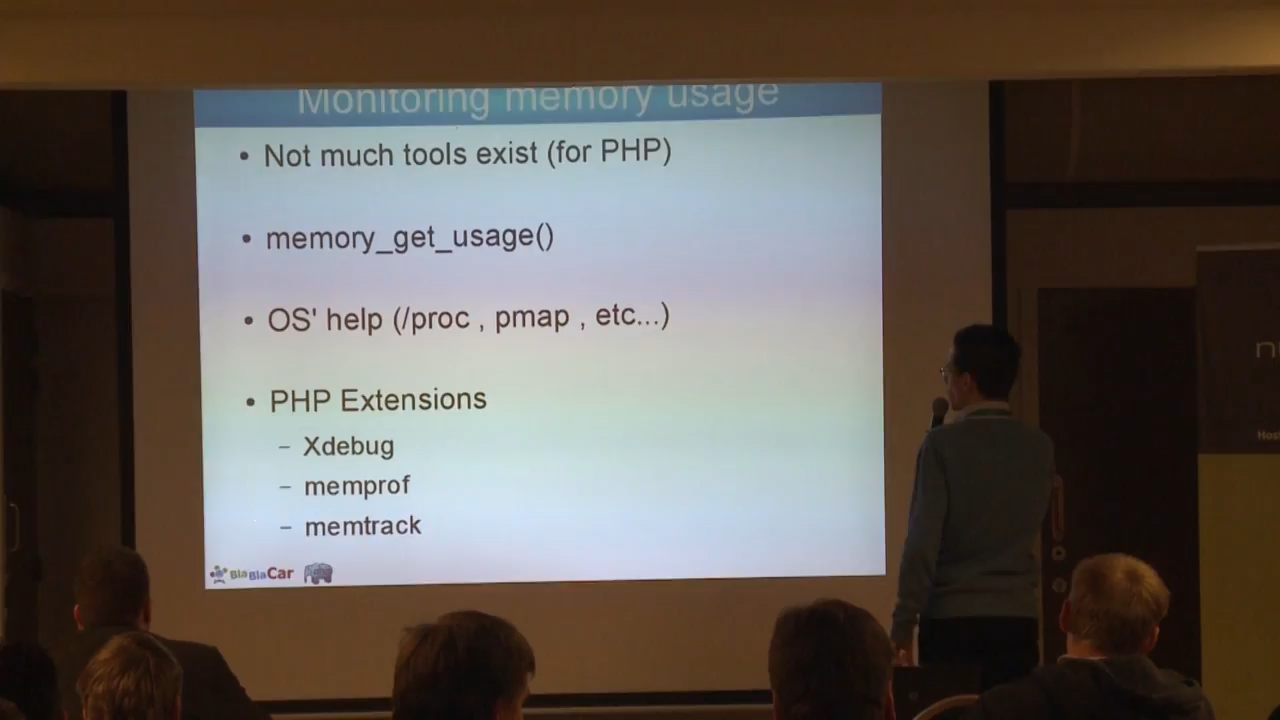 Monitoring memory usage
• Not much tools exist (for PHP)
• memory_get_usage()
• OS' help (/proc , pmap , etc...)
• PHP Extensions
– Xdebug
– memprof
– memtrack
BlaBlaCar